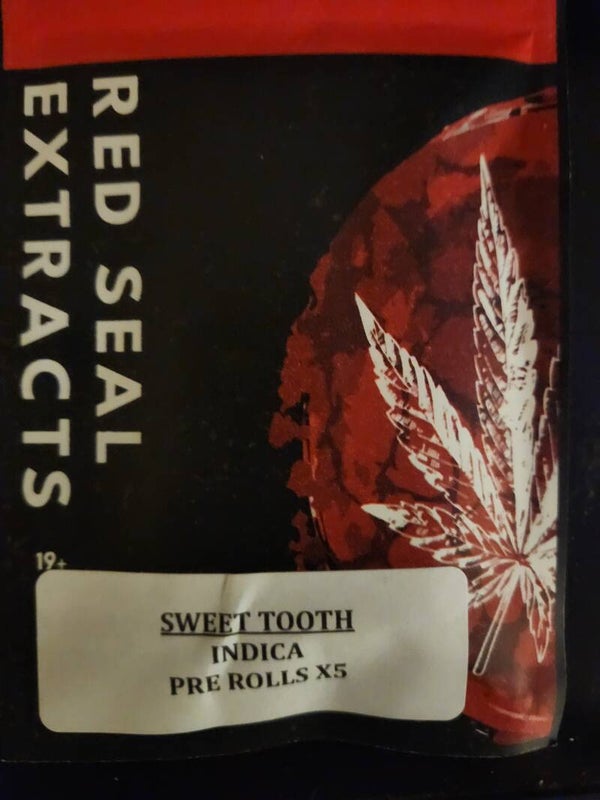 RED SEAL
EXTRACTS
19+
SWEET TOOTH
INDICA
PRE ROLLS X5